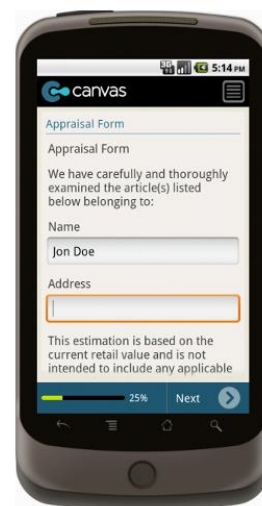 3G 5:14 PM
canvas
Appraisal Form
Appraisal Form
We have carefully and thoroughly
examined the article(s) listed
below belonging to:
Name
Jon Doe
Address
This estimation is based on the
current retail value and is not
intended to include any applicable
25% Next